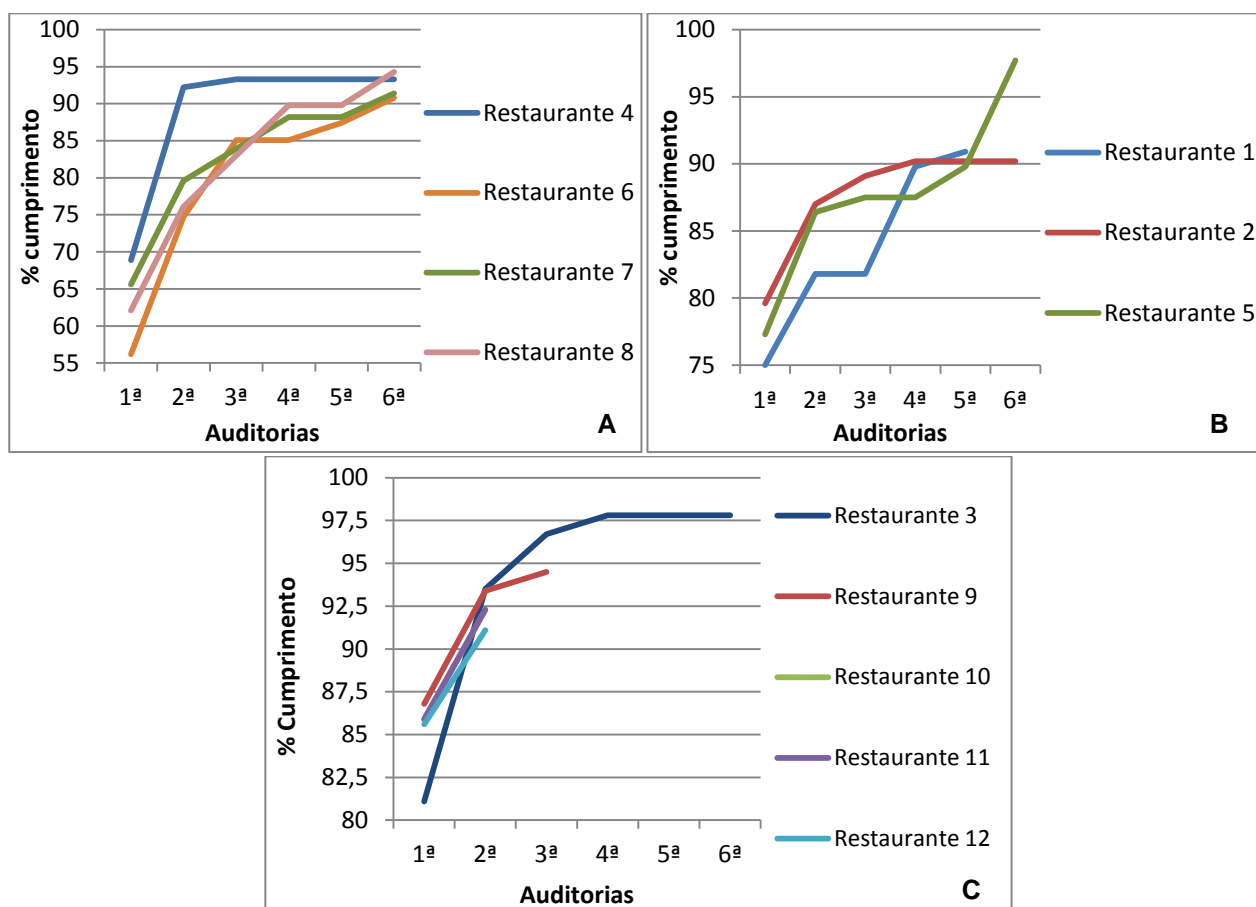 100
95
90
85
80
75
70
65
60
55
% cumprimento
1ª 2ª 3ª 4ª 5ª 6ª
Auditorias
Restaurante 4
Restaurante 6
Restaurante 7
Restaurante 8
A
100
95
90
85
80
75
% cumprimento
1ª 2ª 3ª 4ª 5ª 6ª
Auditorias
Restaurante 1
Restaurante 2
Restaurante 5
B
100
97,5
95
92,5
90
87,5
85
82,5
80
% Cumprimento
1ª 2ª 3ª 4ª 5ª 6ª
Auditorias
Restaurante 3
Restaurante 9
Restaurante 10
Restaurante 11
Restaurante 12
C